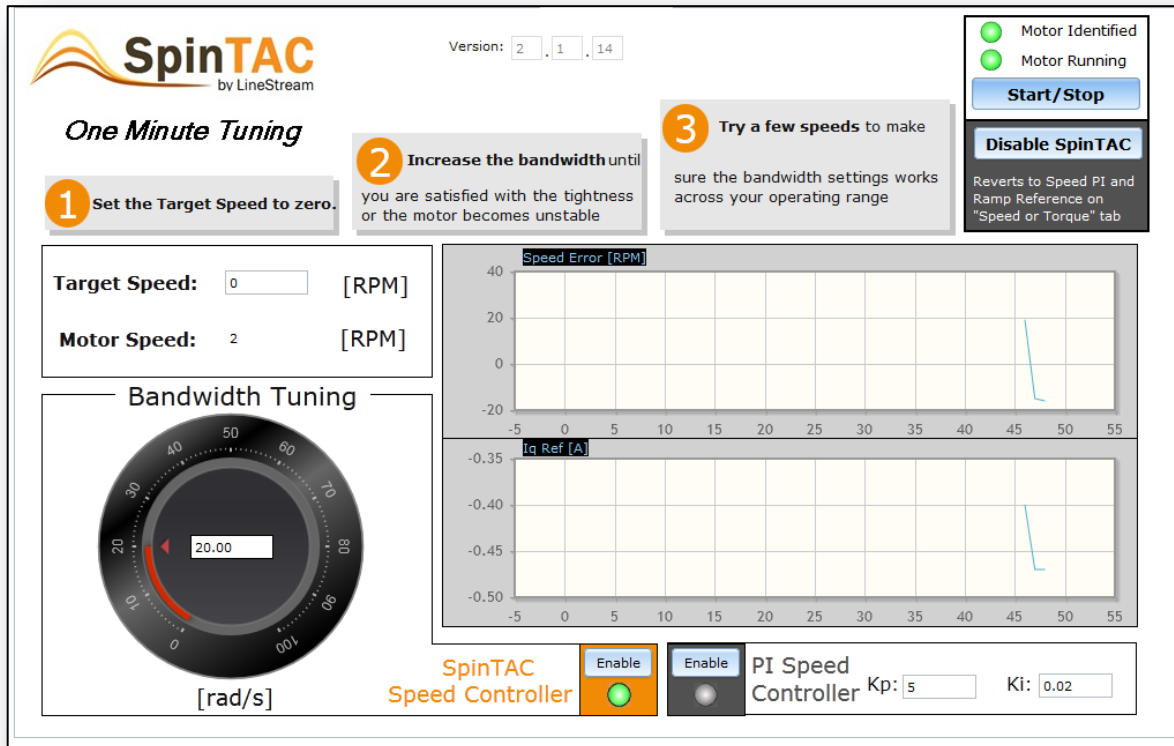 SpinTAC
by LineStream
One Minute Tuning
Version: 2 . 1 . 14
Motor Identified
Motor Running
Start/Stop
Disable SpinTAC
Reverts to Speed PI and
Ramp Reference on
"Speed or Torque" tab
1 Set the Target Speed to zero.
2 Increase the bandwidth until
you are satisfied with the tightness
or the motor becomes unstable
3 Try a few speeds to make
sure the bandwidth settings works
across your operating range
Target Speed: 0 [RPM]
Motor Speed: 2 [RPM]
Speed Error [RPM]
40
20
0
-20
-5 0 5 10 15 20 25 30 35 40 45 50 55
Iq Ref [A]
-0.35
-0.40
-0.45
-0.50
-5 0 5 10 15 20 25 30 35 40 45 50 55
Bandwidth Tuning
0 10 20 30 40 50 60 70 80 90 100
20.00
[rad/s]
SpinTAC
Speed Controller
Enable
Enable
PI Speed
Controller
Kp: 5
Ki: 0.02